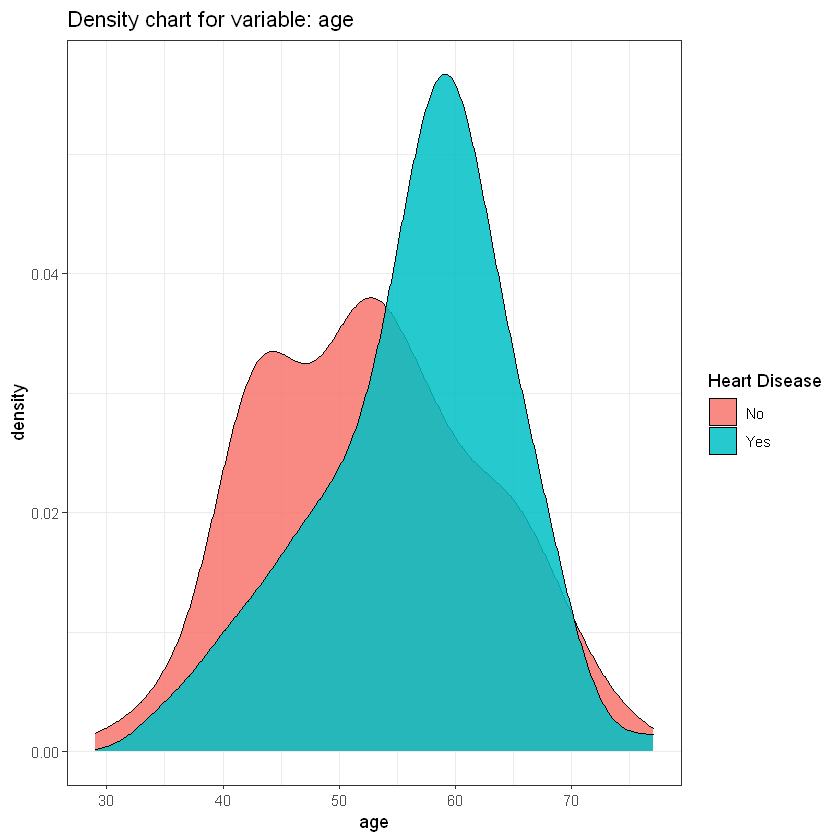 Density chart for variable: age
density
0.04
0.02
0.00
30 40 50 60 70
age
Heart Disease
No
Yes